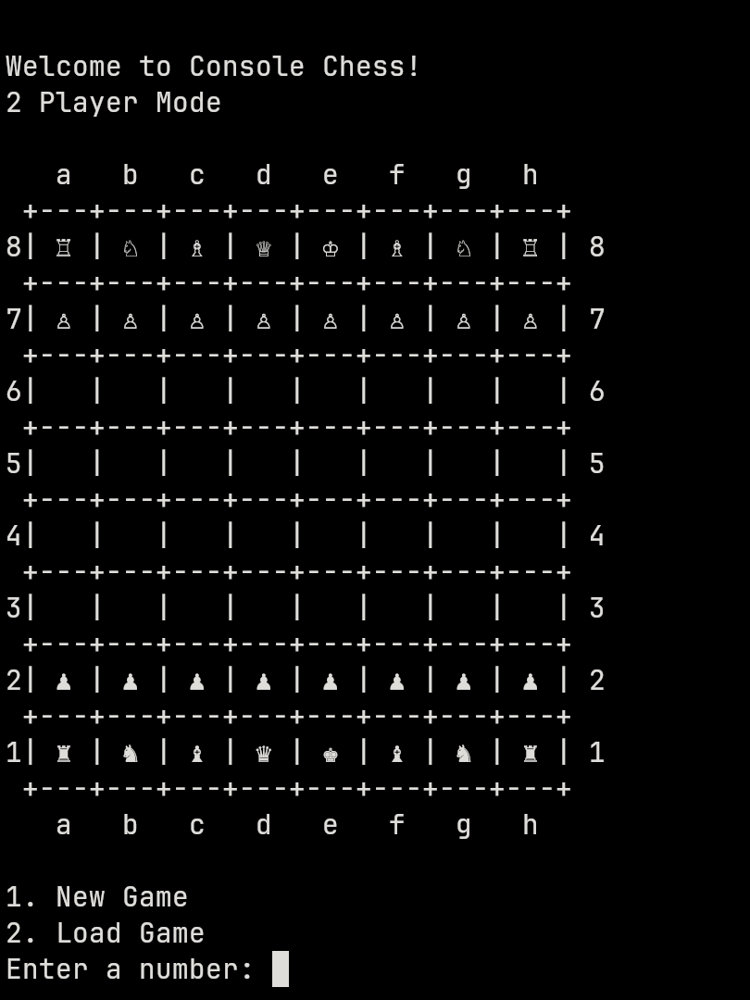 Welcome to Console Chess!
2 Player Mode
   a   b   c   d   e   f   g   h
 +---+---+---+---+---+---+---+---+
8| ♖ | ♘ | ♗ | ♕ | ♔ | ♗ | ♘ | ♖ | 8
 +---+---+---+---+---+---+---+---+
7| ♙ | ♙ | ♙ | ♙ | ♙ | ♙ | ♙ | ♙ | 7
 +---+---+---+---+---+---+---+---+
6|   |   |   |   |   |   |   |   | 6
 +---+---+---+---+---+---+---+---+
5|   |   |   |   |   |   |   |   | 5
 +---+---+---+---+---+---+---+---+
4|   |   |   |   |   |   |   |   | 4
 +---+---+---+---+---+---+---+---+
3|   |   |   |   |   |   |   |   | 3
 +---+---+---+---+---+---+---+---+
2| ♟ | ♟ | ♟ | ♟ | ♟ | ♟ | ♟ | ♟ | 2
 +---+---+---+---+---+---+---+---+
1| ♜ | ♞ | ♝ | ♛ | ♚ | ♝ | ♞ | ♜ | 1
 +---+---+---+---+---+---+---+---+
   a   b   c   d   e   f   g   h
1. New Game
2. Load Game
Enter a number: